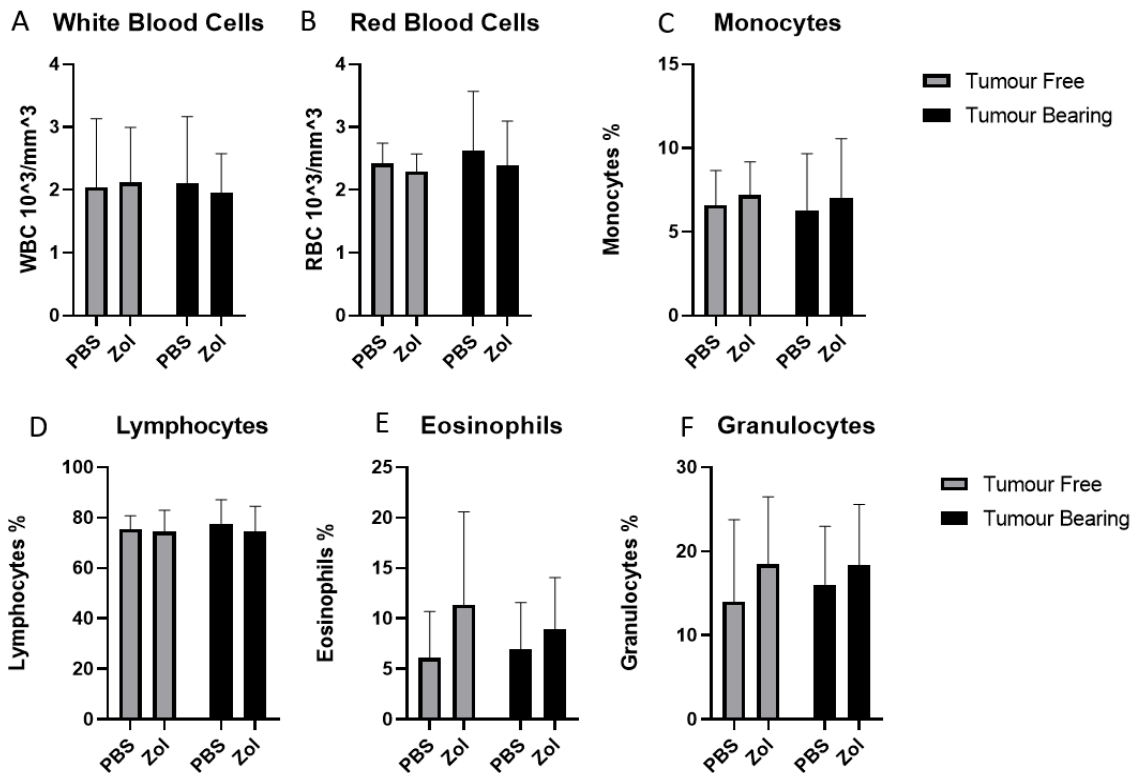 A White Blood Cells
WBC 10^3/mm^3
4
3
2
1
0
PBS Zol PBS Zol
B Red Blood Cells
RBC 10^3/mm^3
4
3
2
1
0
PBS Zol PBS Zol
C Monocytes
Monocytes %
15
10
5
0
PBS Zol PBS Zol
Tumour Free
Tumour Bearing
D Lymphocytes
Lymphocytes %
100
80
60
40
20
0
PBS Zol PBS Zol
E Eosinophils
Eosinophils %
25
20
15
10
5
0
PBS Zol PBS Zol
F Granulocytes
Granulocytes %
30
20
10
0
PBS Zol PBS Zol
Tumour Free
Tumour Bearing